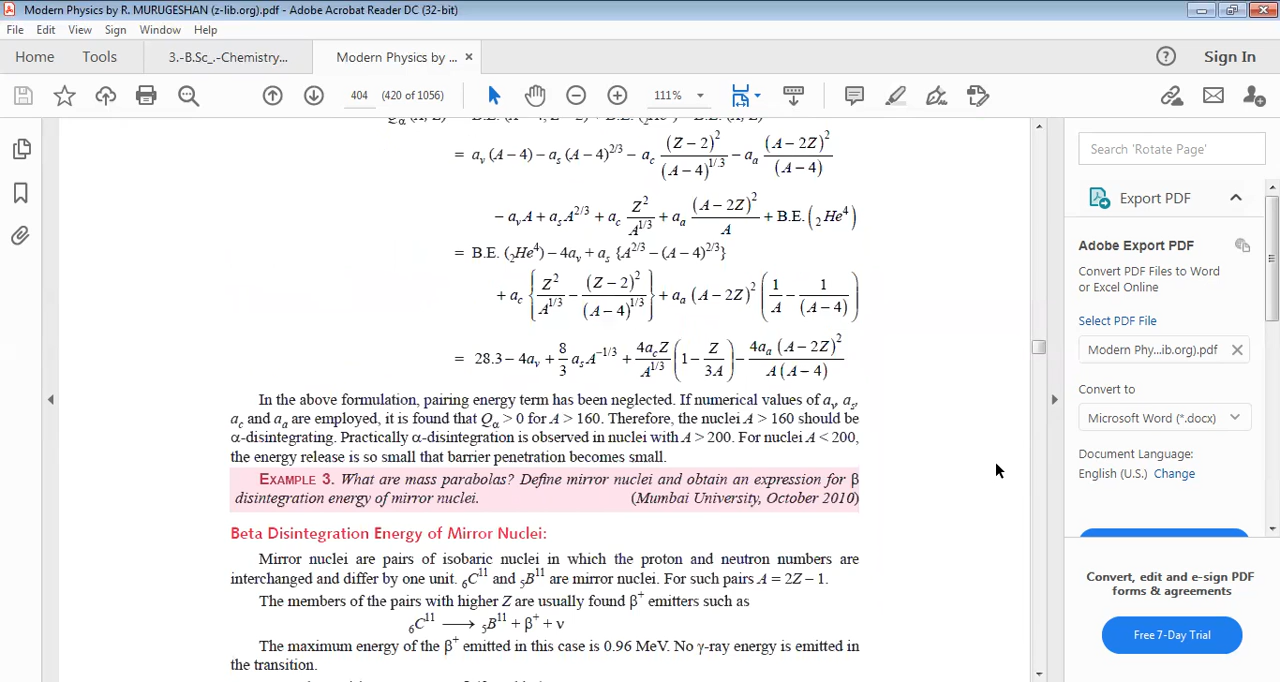 Modern Physics by R. MURUGESHAN (z-lib.org).pdf - Adobe Acrobat Reader DC (32-bit)
File Edit View Sign Window Help
Home Tools 3.-B.Sc_.-Chemistry... Modern Physics by ... × Sign In
404 (420 of 1056) 111%
= a_v (A – 4) – a_s (A – 4)^{2/3} – a_c (Z – 2)^2 / (A – 4)^{1/3} – a_a (A – 2Z)^2 / (A – 4)
– a_v A + a_s A^{2/3} + a_c Z^2 / A^{1/3} + a_a (A – 2Z)^2 / A + B.E. (₂He⁴)
= B.E. (₂He⁴) – 4a_v + a_s {A^{2/3} – (A – 4)^{2/3}}
+ a_c {Z^2 / A^{1/3} – (Z – 2)^2 / (A – 4)^{1/3}} + a_a (A – 2Z)^2 (1/A – 1/(A – 4))
= 28.3 – 4a_v + 8/3 a_s A^{–1/3} + 4a_c Z / A^{1/3} (1 – Z/3A) – 4a_a (A – 2Z)^2 / A (A – 4)
In the above formulation, pairing energy term has been neglected. If numerical values of a_v, a_s,
a_c and a_a are employed, it is found that Q_α > 0 for A > 160. Therefore, the nuclei A > 160 should be
α-disintegrating. Practically α-disintegration is observed in nuclei with A > 200. For nuclei A < 200,
the energy release is so small that barrier penetration becomes small.
EXAMPLE 3. What are mass parabolas? Define mirror nuclei and obtain an expression for β
disintegration energy of mirror nuclei. (Mumbai University, October 2010)
Beta Disintegration Energy of Mirror Nuclei:
Mirror nuclei are pairs of isobaric nuclei in which the proton and neutron numbers are
interchanged and differ by one unit. ₆C¹¹ and ₅B¹¹ are mirror nuclei. For such pairs A = 2Z – 1.
The members of the pairs with higher Z are usually found β⁺ emitters such as
₆C¹¹ ⟶ ₅B¹¹ + β⁺ + ν
The maximum energy of the β⁺ emitted in this case is 0.96 MeV. No γ-ray energy is emitted in
the transition.
Search 'Rotate Page'
Export PDF
Adobe Export PDF
Convert PDF Files to Word
or Excel Online
Select PDF File
Modern Phy...ib.org).pdf ×
Convert to
Microsoft Word (*.docx)
Document Language:
English (U.S.) Change
Convert, edit and e-sign PDF
forms & agreements
Free 7-Day Trial